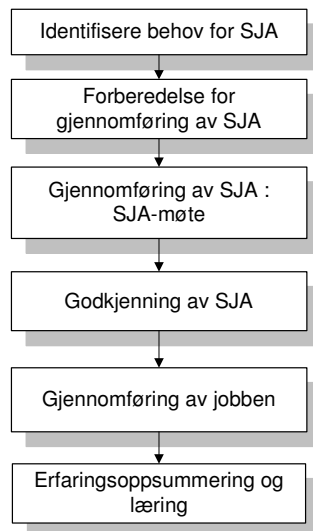 Identifisere behov for SJA
Forberedelse for
gjennomføring av SJA
Gjennomføring av SJA :
SJA-møte
Godkjenning av SJA
Gjennomføring av jobben
Erfaringsoppsummering og
læring